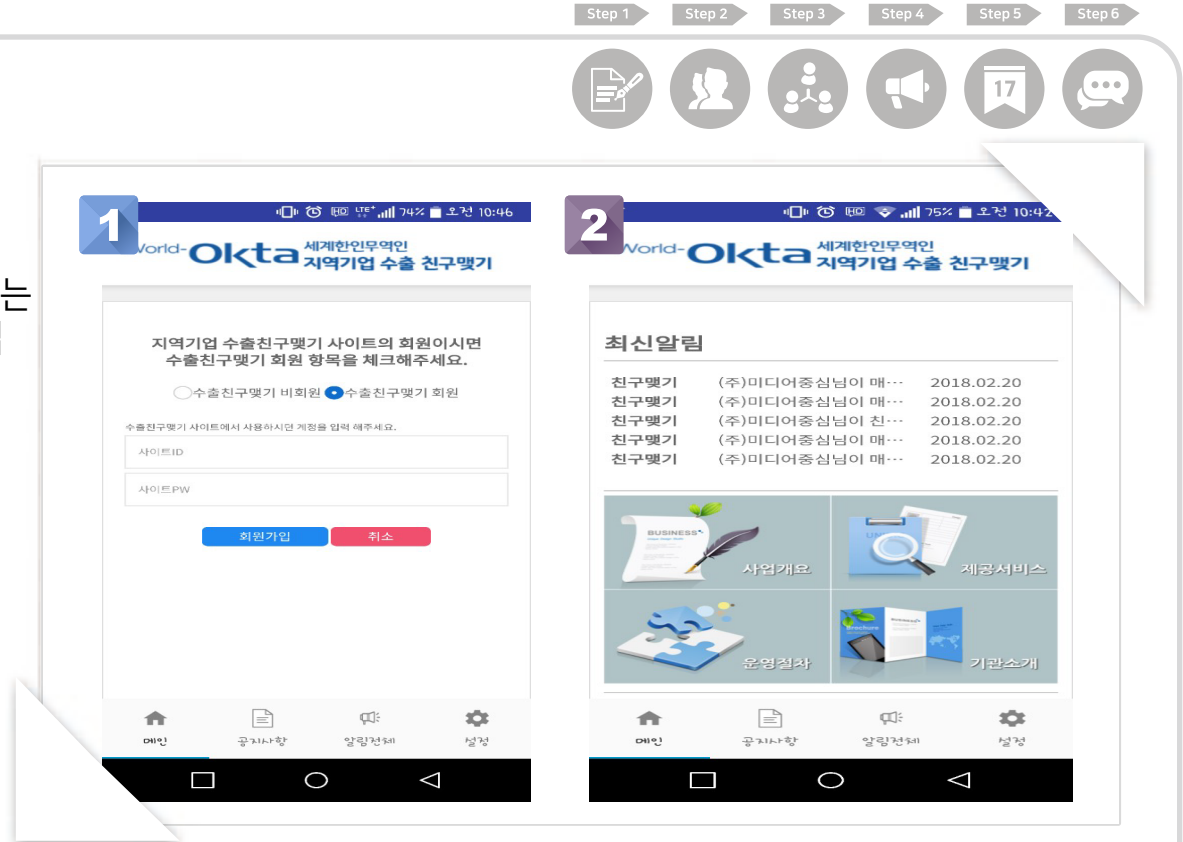 Step 1 Step 2 Step 3 Step 4 Step 5 Step 6
17
는
1
LTE+ 74% 오전 10:46
World-Okta 세계한인무역인
지역기업 수출 친구맺기
지역기업 수출친구맺기 사이트의 회원이시면
수출친구맺기 회원 항목을 체크해주세요.
수출친구맺기 비회원 수출친구맺기 회원
수출친구맺기 사이트에서 사용하시던 계정을 입력 해주세요.
사이트ID
사이트PW
회원가입 취소
메인 공지사항 알림전체 설정
2
75% 오전 10:42
World-Okta 세계한인무역인
지역기업 수출 친구맺기
최신알림
친구맺기 (주)미디어중심님이 매… 2018.02.20
친구맺기 (주)미디어중심님이 매… 2018.02.20
친구맺기 (주)미디어중심님이 친… 2018.02.20
친구맺기 (주)미디어중심님이 매… 2018.02.20
친구맺기 (주)미디어중심님이 매… 2018.02.20
BUSINESS
사업개요 제공서비스
Brochure
운영절차 기관소개
메인 공지사항 알림전체 설정